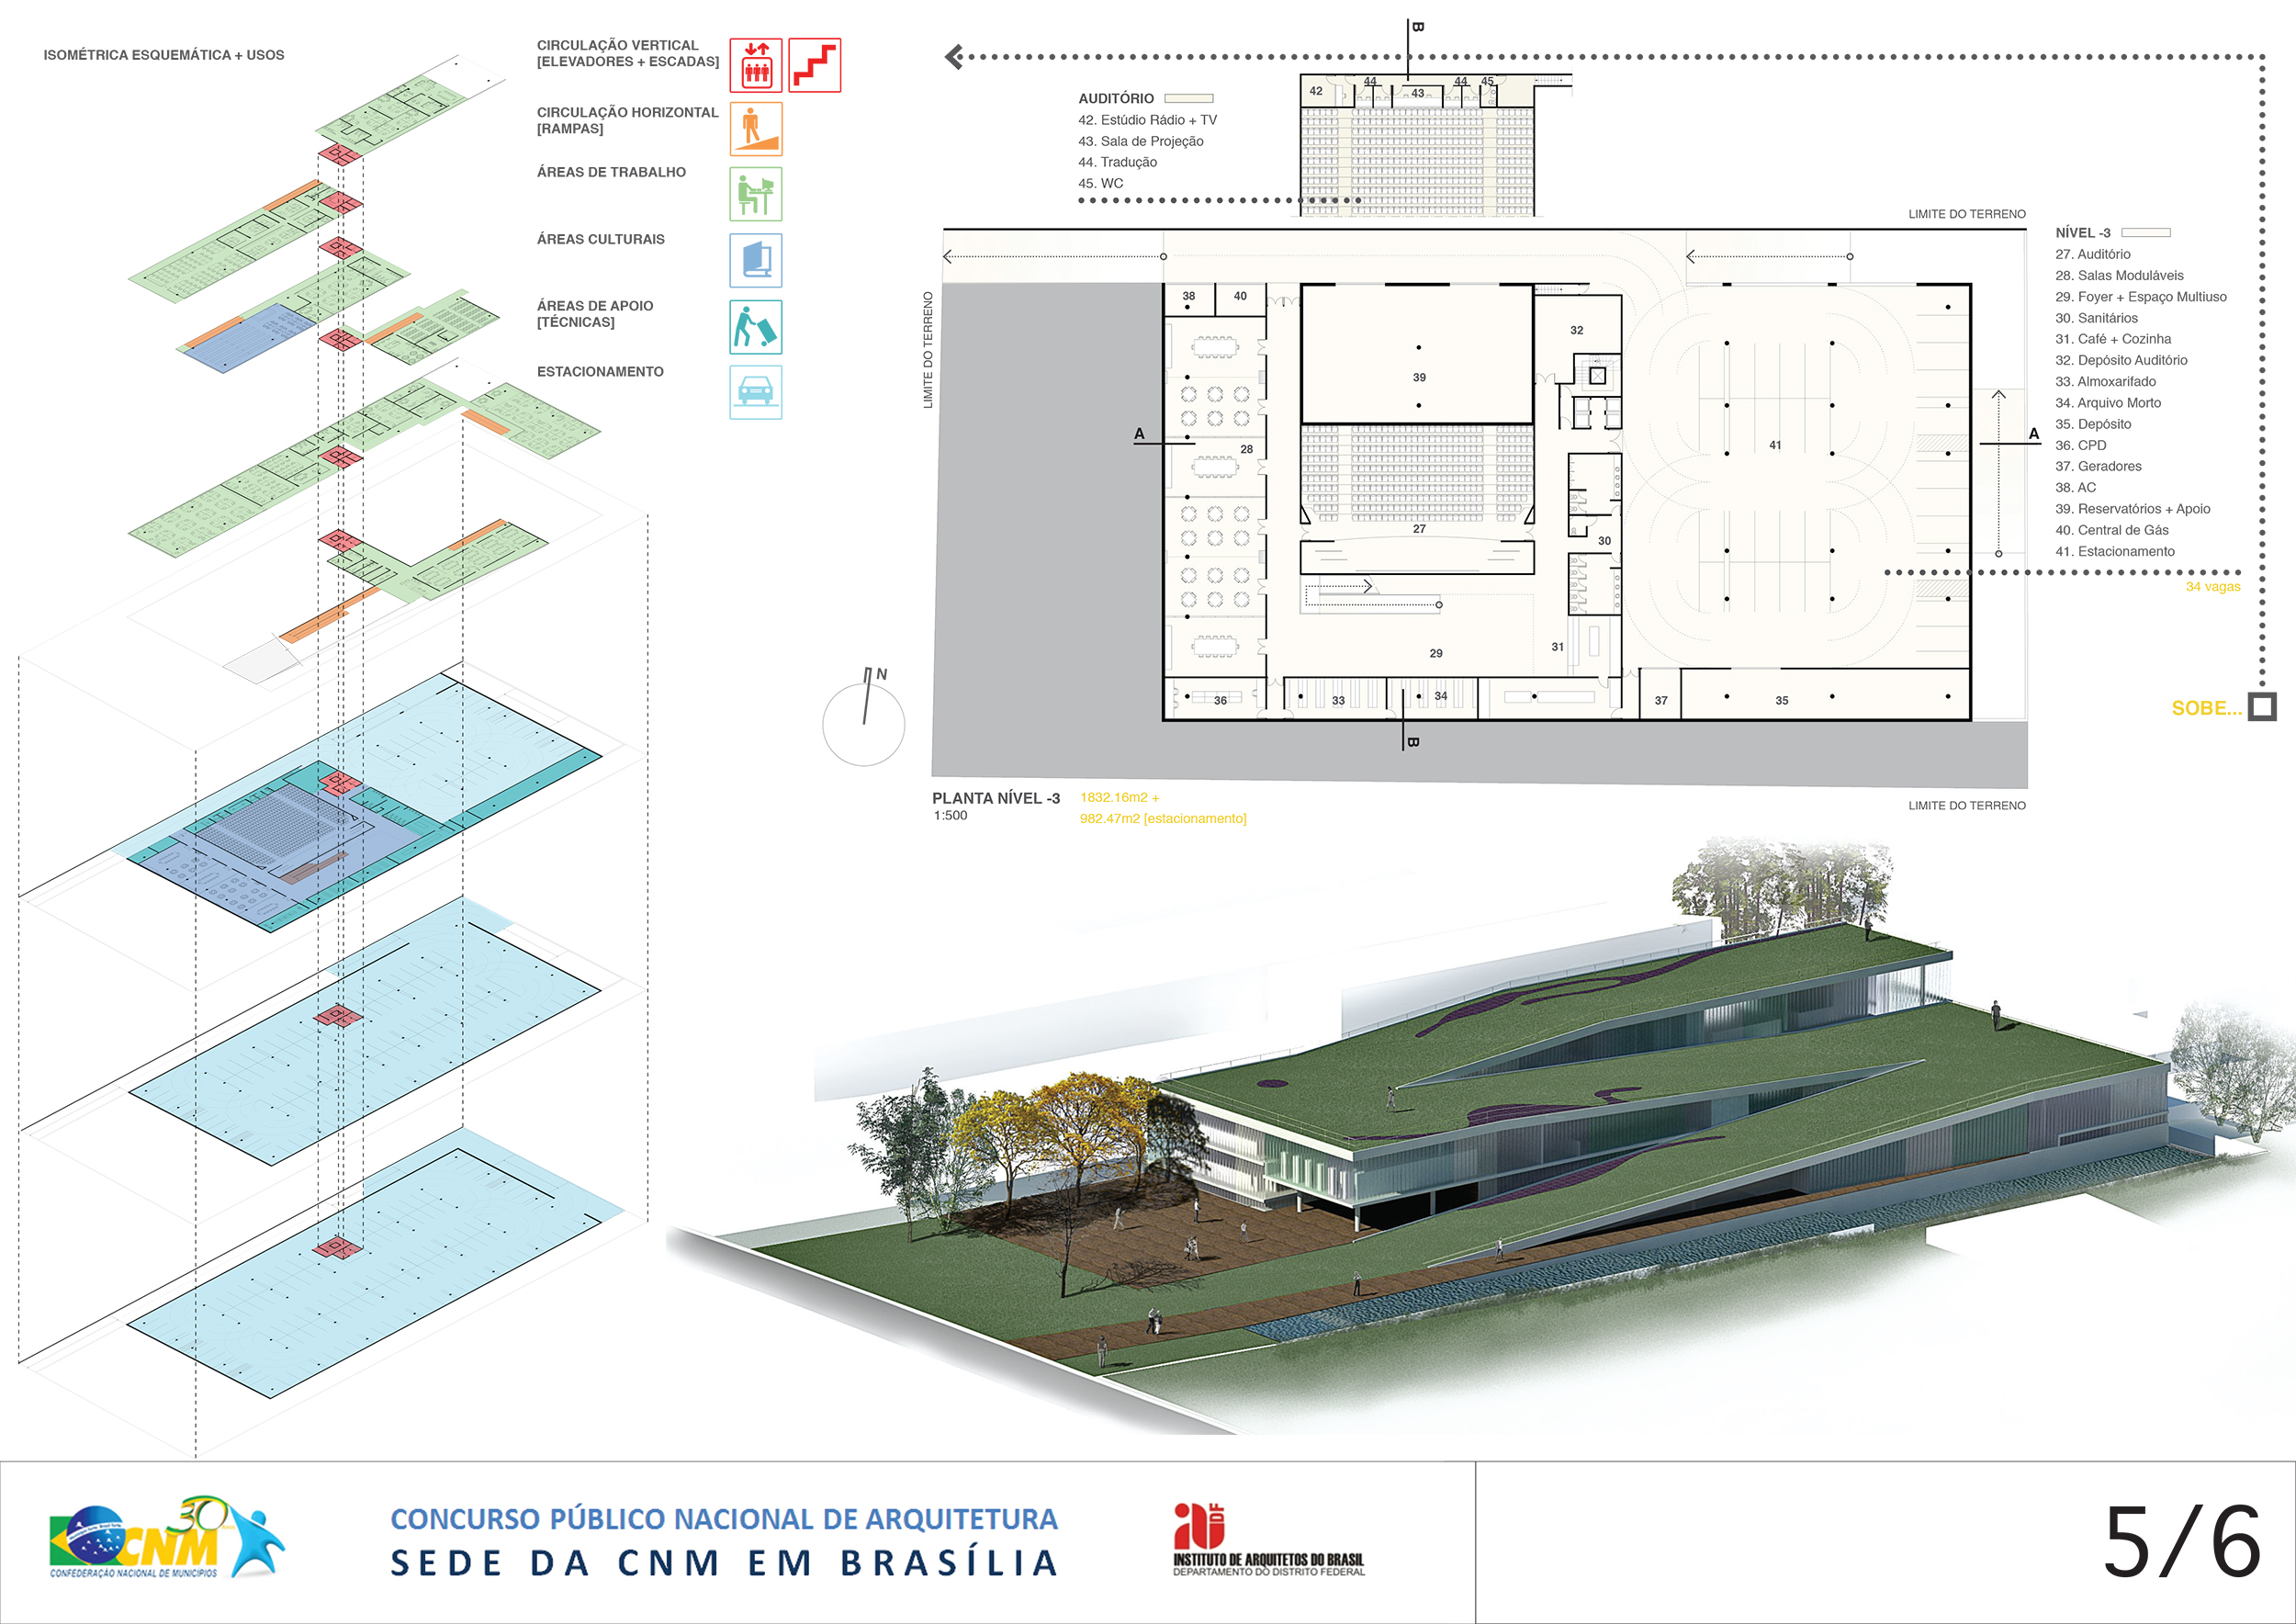 ISOMÉTRICA ESQUEMÁTICA + USOS
CIRCULAÇÃO VERTICAL
[ELEVADORES + ESCADAS]
CIRCULAÇÃO HORIZONTAL
[RAMPAS]
ÁREAS DE TRABALHO
ÁREAS CULTURAIS
ÁREAS DE APOIO
[TÉCNICAS]
ESTACIONAMENTO
B
AUDITÓRIO
42. Estúdio Rádio + TV
43. Sala de Projeção
44. Tradução
45. WC
42
44
43
44
45
LIMITE DO TERRENO
LIMITE DO TERRENO
NÍVEL -3
27. Auditório
28. Salas Moduláveis
29. Foyer + Espaço Multiuso
30. Sanitários
31. Café + Cozinha
32. Depósito Auditório
33. Almoxarifado
34. Arquivo Morto
35. Depósito
36. CPD
37. Geradores
38. AC
39. Reservatórios + Apoio
40. Central de Gás
41. Estacionamento
34 vagas
SOBE...
38
40
32
39
A
28
41
A
27
30
29
31
36
33
34
37
35
B
N
PLANTA NÍVEL -3
1:500
1832.16m2 +
982.47m2 [estacionamento]
LIMITE DO TERRENO
30
CNM
CONFEDERAÇÃO NACIONAL DE MUNICÍPIOS
CONCURSO PÚBLICO NACIONAL DE ARQUITETURA
SEDE DA CNM EM BRASÍLIA
DF
INSTITUTO DE ARQUITETOS DO BRASIL
DEPARTAMENTO DO DISTRITO FEDERAL
5/6